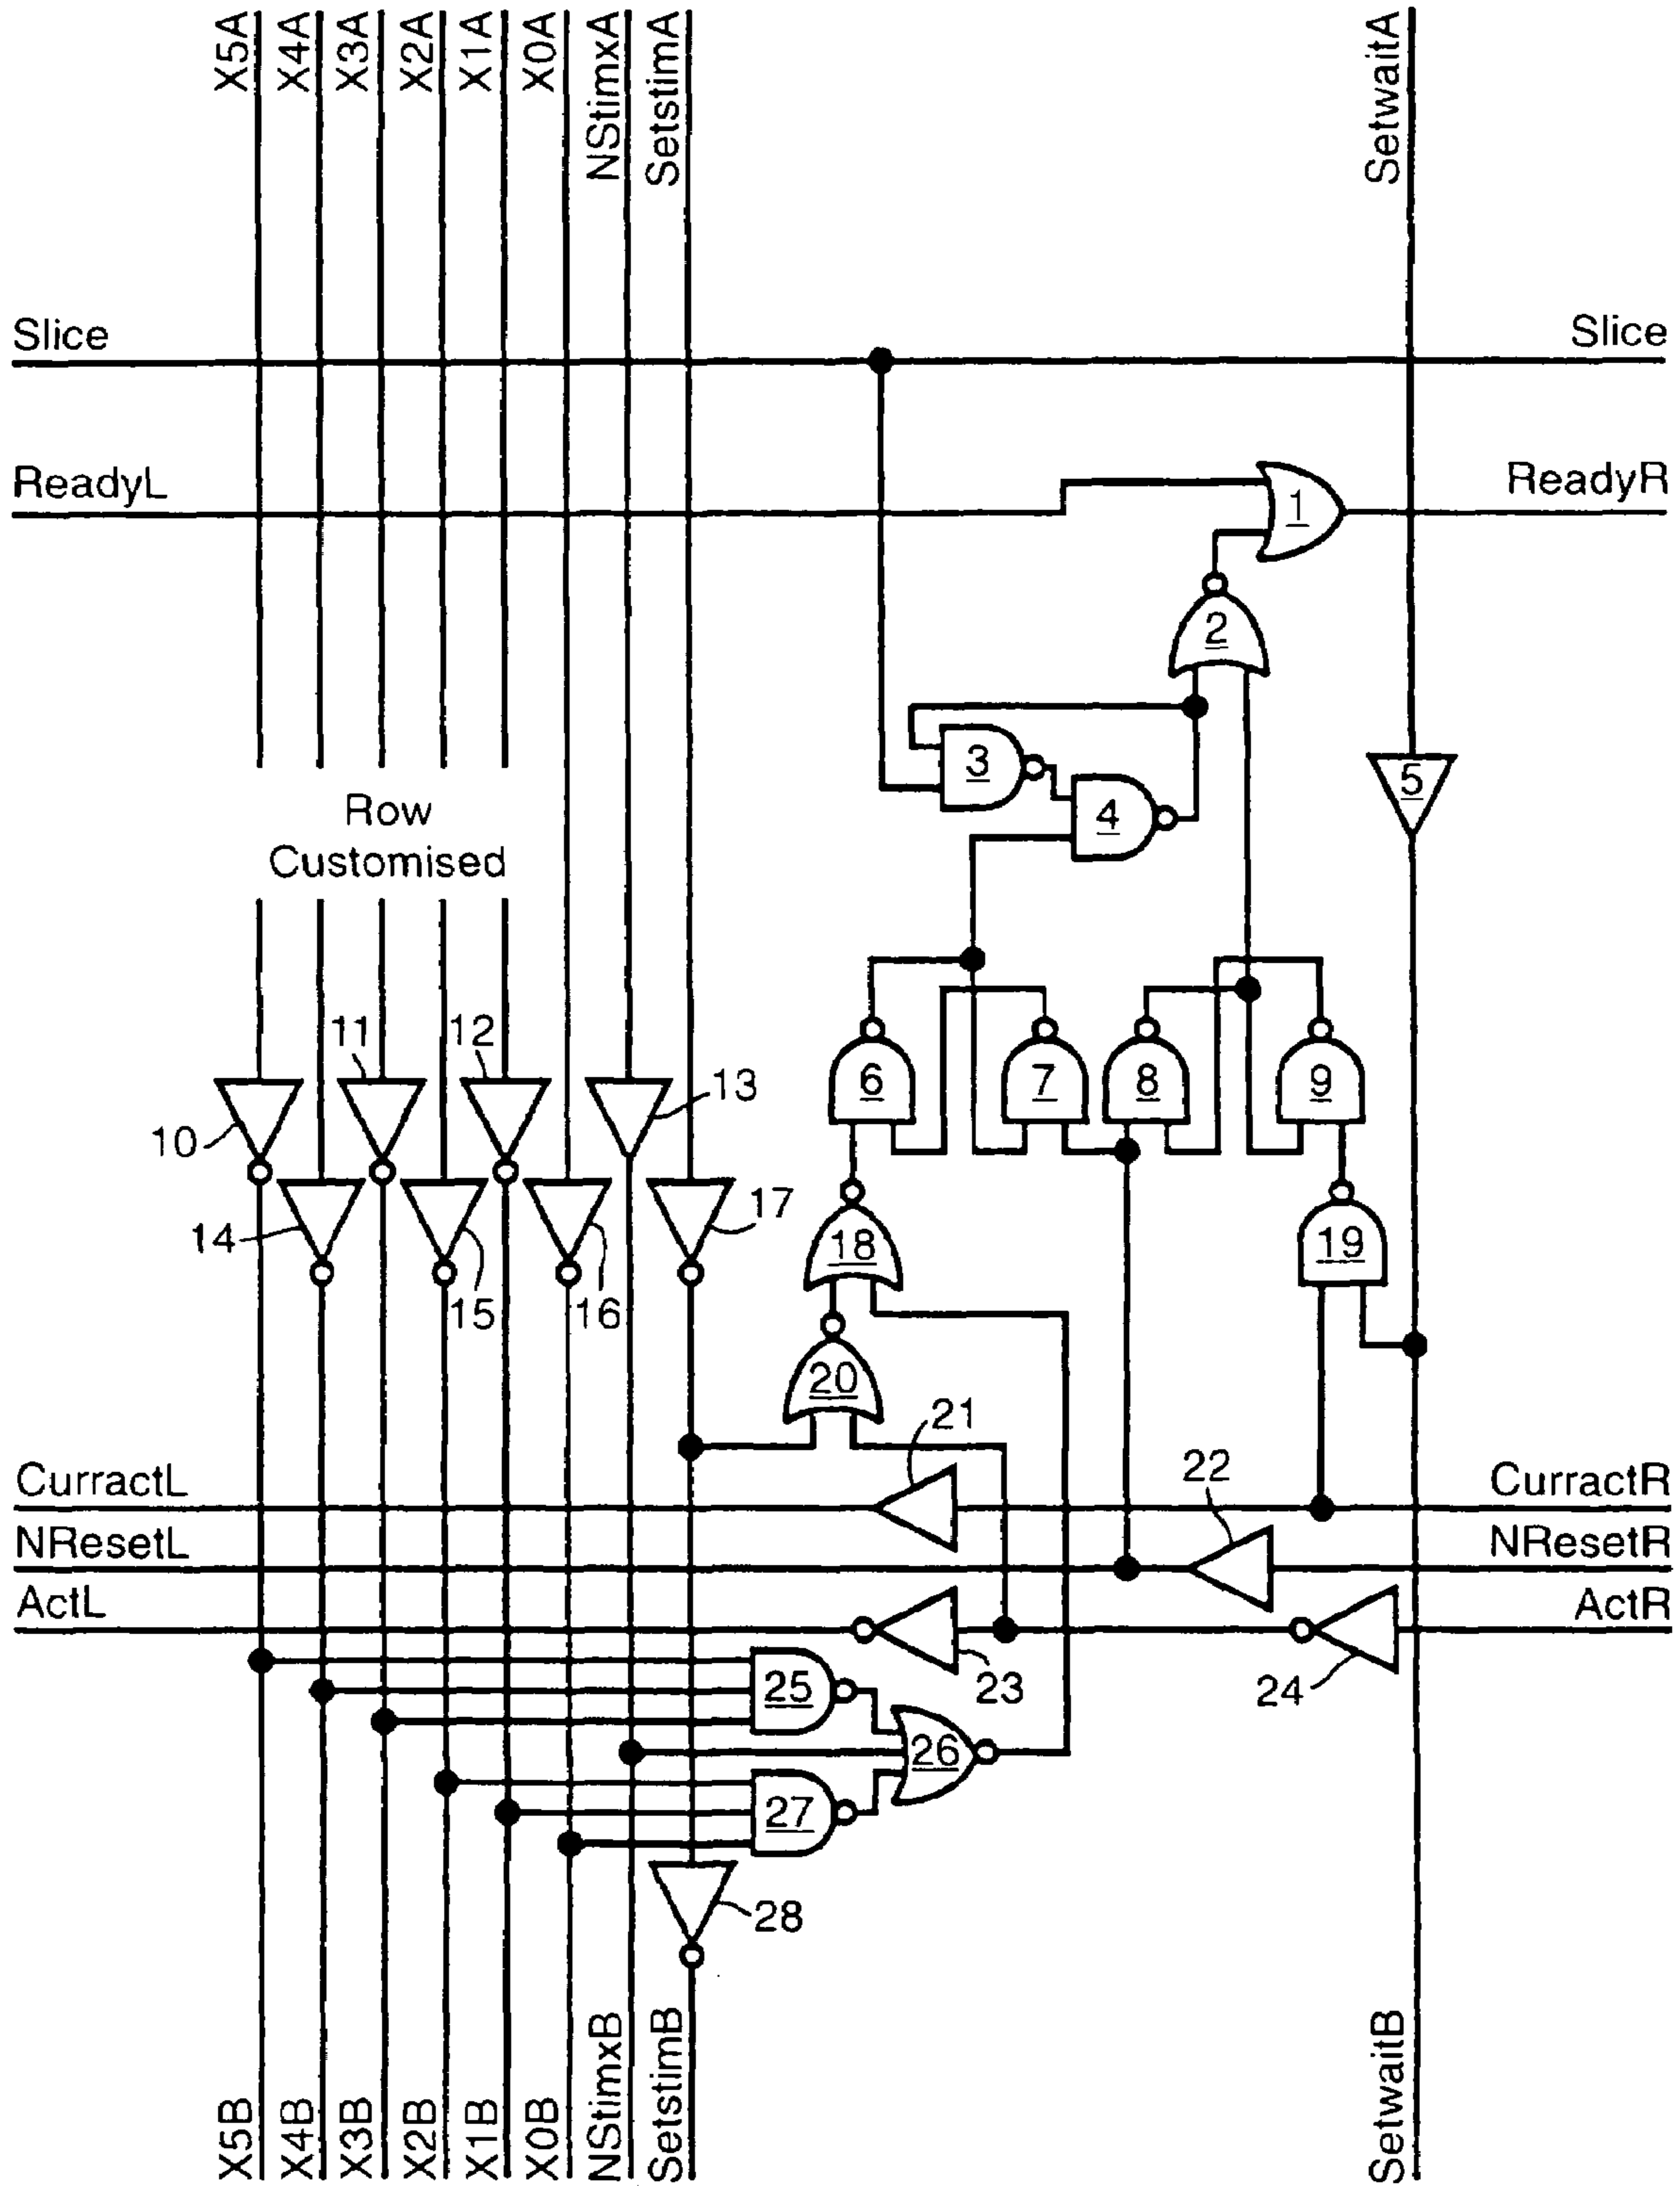 X5A
X4A
X3A
X2A
X1A
X0A
NStimxA
SetstimA
SetwaitA
Slice
Slice
ReadyL
ReadyR
1
2
3
4
5
Row
Customised
11
12
13
10
6
7
8
9
14
15
16
17
18
19
20
21
22
CurractL
CurractR
NResetL
NResetR
ActL
ActR
23
24
25
26
27
28
X5B
X4B
X3B
X2B
X1B
X0B
NStimxB
SetstimB
SetwaitB